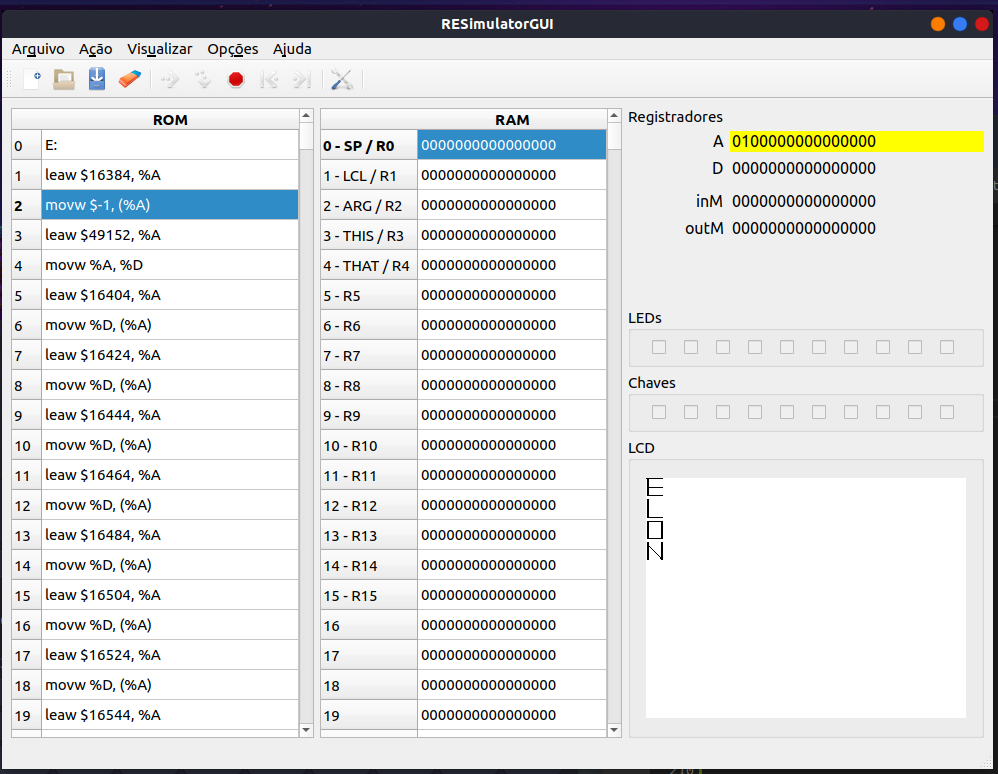 RESimulatorGUI
Arquivo Ação Visualizar Opções Ajuda
ROM
0 E:
1 leaw $16384, %A
2 movw $-1, (%A)
3 leaw $49152, %A
4 movw %A, %D
5 leaw $16404, %A
6 movw %D, (%A)
7 leaw $16424, %A
8 movw %D, (%A)
9 leaw $16444, %A
10 movw %D, (%A)
11 leaw $16464, %A
12 movw %D, (%A)
13 leaw $16484, %A
14 movw %D, (%A)
15 leaw $16504, %A
16 movw %D, (%A)
17 leaw $16524, %A
18 movw %D, (%A)
19 leaw $16544, %A
RAM
0 - SP / R0 0000000000000000
1 - LCL / R1 0000000000000000
2 - ARG / R2 0000000000000000
3 - THIS / R3 0000000000000000
4 - THAT / R4 0000000000000000
5 - R5 0000000000000000
6 - R6 0000000000000000
7 - R7 0000000000000000
8 - R8 0000000000000000
9 - R9 0000000000000000
10 - R10 0000000000000000
11 - R11 0000000000000000
12 - R12 0000000000000000
13 - R13 0000000000000000
14 - R14 0000000000000000
15 - R15 0000000000000000
16 0000000000000000
17 0000000000000000
18 0000000000000000
19 0000000000000000
Registradores
A 0100000000000000
D 0000000000000000
inM 0000000000000000
outM 0000000000000000
LEDs
Chaves
LCD
E
L
O
N